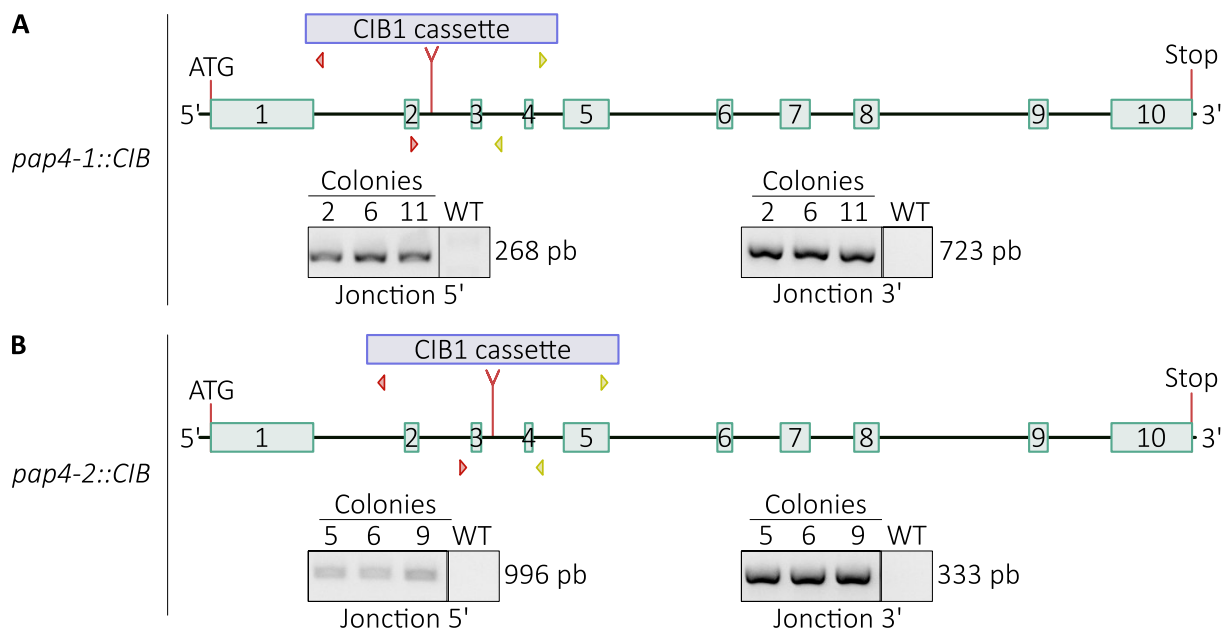 A
CIB1 cassette
ATG
Stop
5' 1 2 3 4 5 6 7 8 9 10 3'
pap4-1::CIB
Colonies
2 6 11 WT
268 pb
Jonction 5'
Colonies
2 6 11 WT
723 pb
Jonction 3'
B
CIB1 cassette
ATG
Stop
5' 1 2 3 4 5 6 7 8 9 10 3'
pap4-2::CIB
Colonies
5 6 9 WT
996 pb
Jonction 5'
Colonies
5 6 9 WT
333 pb
Jonction 3'